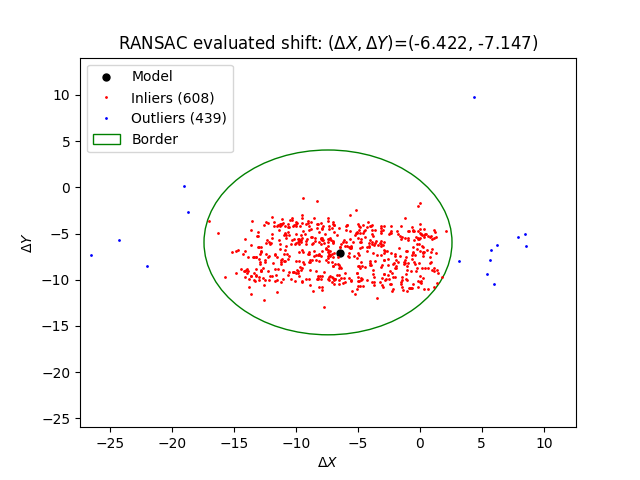 RANSAC evaluated shift: (ΔX, ΔY)=(-6.422, -7.147)
Model
Inliers (608)
Outliers (439)
Border
10
5
0
−5
−10
−15
−20
−25
ΔY
−25 −20 −15 −10 −5 0 5 10
ΔX